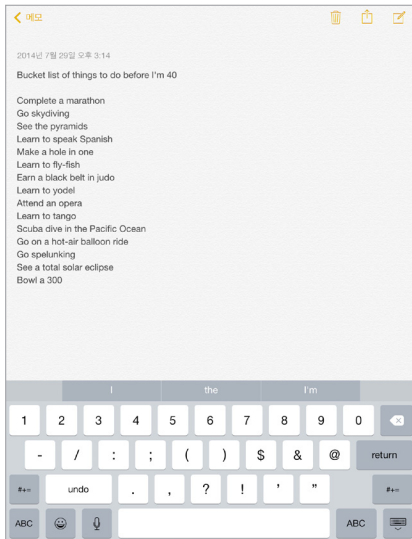 메모
2014년 7월 29일 오후 3:14
Bucket list of things to do before I'm 40
Complete a marathon
Go skydiving
See the pyramids
Learn to speak Spanish
Make a hole in one
Learn to fly-fish
Earn a black belt in judo
Learn to yodel
Attend an opera
Learn to tango
Scuba dive in the Pacific Ocean
Go on a hot-air balloon ride
Go spelunking
See a total solar eclipse
Bowl a 300
I the I'm
1 2 3 4 5 6 7 8 9 0
- / : ; ( ) $ & @ return
#+= undo . , ? ! ' " #+=
ABC ABC